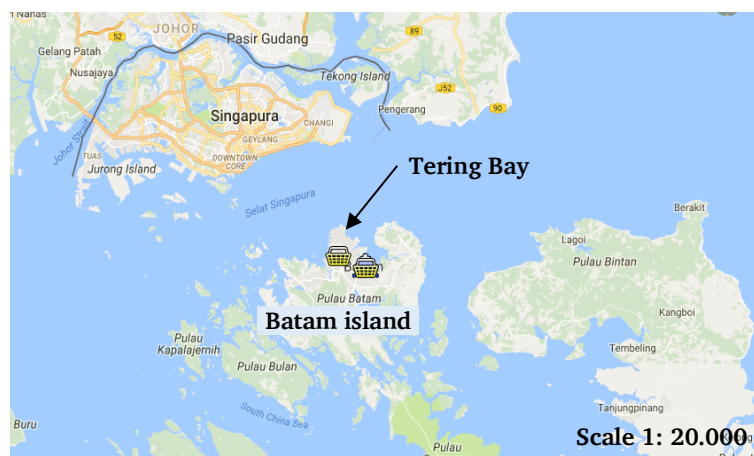 n Nanas
JOHOR
52
Pasir Gudang
89
Gelang Patah
Nusajaya
Tekong Island
J52
Pengerang
90
Singapura
CHANGI
GEYLANG
Johor Strait
TUAS
DOWNTOWN
CORE
Jurong Island
Tering Bay
Selat Singapura
Berakit
Lagoi
Pulau Bintan
Pulau Batam
Kangboi
Batam island
Pulau
Kapalajernih
Tembeling
Pulau Bulan
Tanjungpinang
South China Sea
Buru
Pulau
Scale 1: 20.000